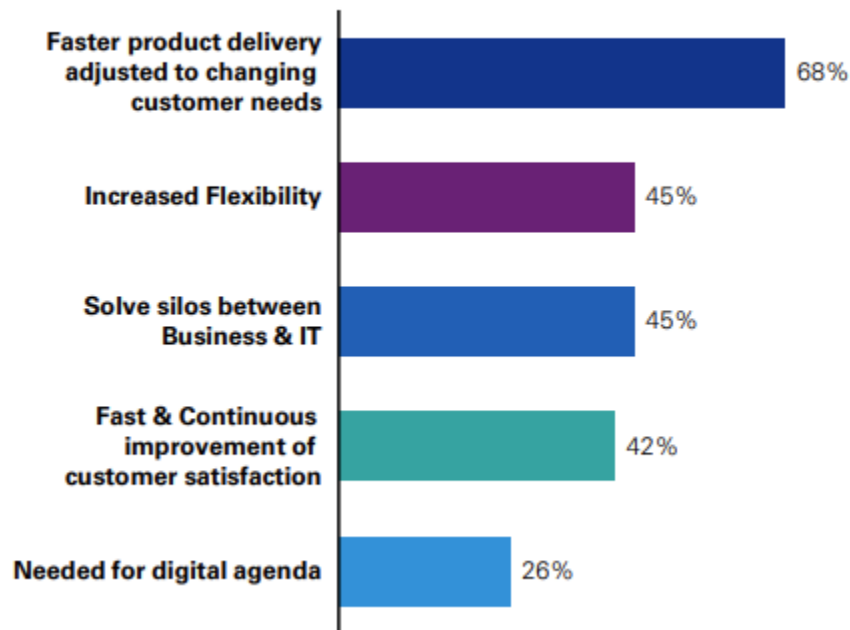 Faster product delivery
adjusted to changing
customer needs
68%
Increased Flexibility
45%
Solve silos between
Business & IT
45%
Fast & Continuous
improvement of
customer satisfaction
42%
Needed for digital agenda
26%